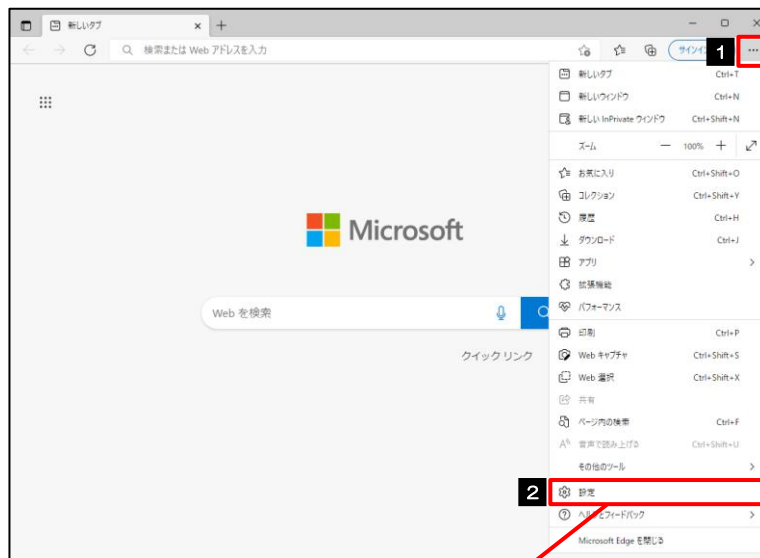 新しいタブ
検索または Web アドレスを入力
1
新しいタブ Ctrl+T
新しいウィンドウ Ctrl+N
新しい InPrivate ウィンドウ Ctrl+Shift+N
ズーム 100%
お気に入り Ctrl+Shift+O
コレクション Ctrl+Shift+Y
履歴 Ctrl+H
ダウンロード Ctrl+J
アプリ
拡張機能
パフォーマンス
印刷 Ctrl+P
Web キャプチャ Ctrl+Shift+S
Web 選択 Ctrl+Shift+X
共有
ページ内の検索 Ctrl+F
音声で読み上げる Ctrl+Shift+U
その他のツール
2 設定
ヘルプとフィードバック
Microsoft Edge を閉じる
Microsoft
Web を検索
クイック リンク